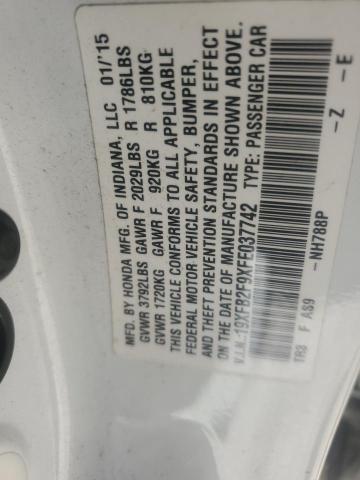 MFD. BY HONDA MFG. OF INDIANA, LLC 01/'15
GVWR 3792LBS GAWR F 2029LBS R 1786LBS
GVWR 1720KG GAWR F 920KG R 810KG
THIS VEHICLE CONFORMS TO ALL APPLICABLE
FEDERAL MOTOR VEHICLE SAFETY, BUMPER,
AND THEFT PREVENTION STANDARDS IN EFFECT
ON THE DATE OF MANUFACTURE SHOWN ABOVE.
V.I.N.:19XFB2F9XFE037742 TYPE: PASSENGER CAR
-NH788P -Z -E
TR3 F AS9